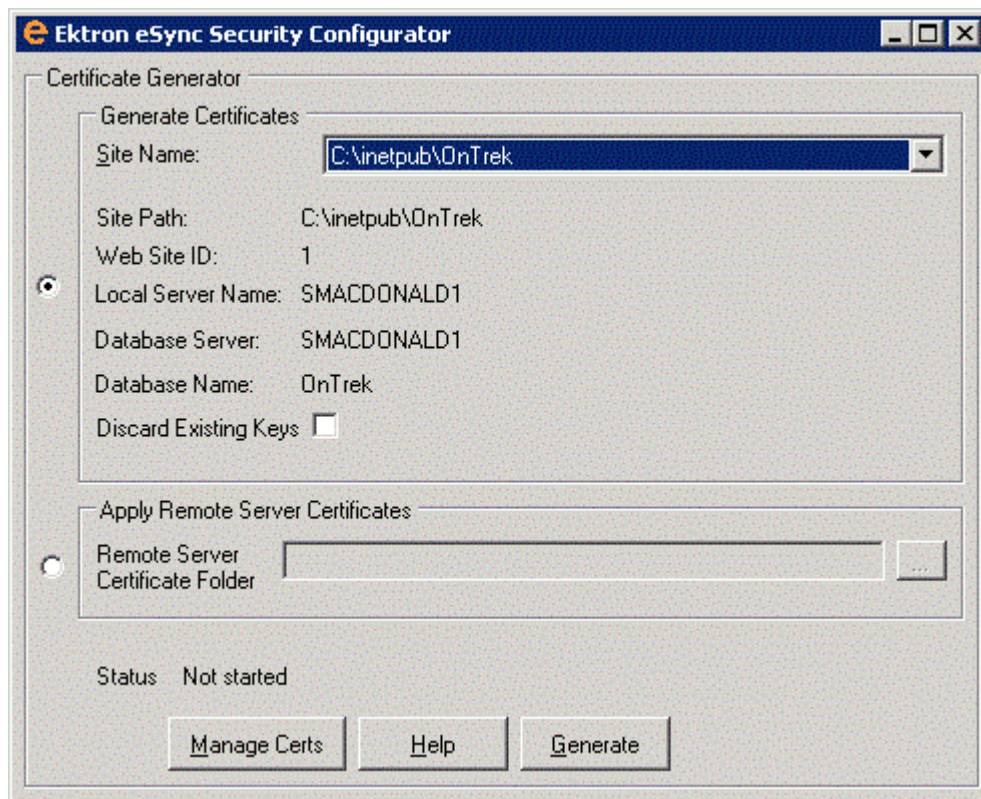 Ektron eSync Security Configurator
Certificate Generator
Generate Certificates
Site Name: C:\inetpub\OnTrek
Site Path: C:\inetpub\OnTrek
Web Site ID: 1
Local Server Name: SMACDONALD1
Database Server: SMACDONALD1
Database Name: OnTrek
Discard Existing Keys
Apply Remote Server Certificates
Remote Server
Certificate Folder
...
Status Not started
Manage Certs Help Generate